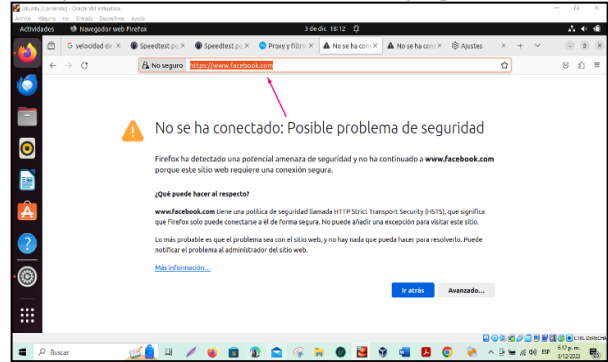 Ubuntu [Corriendo] - Oracle VM VirtualBox
Archivo Máquina Ver Entrada Dispositivos Ayuda
Actividades Navegador web Firefox 3 de dic 18:12
velocidad de Speedtest po Speedtest po Proxy y filtro No se ha con No se ha con Ajustes
No seguro https://www.facebook.com
No se ha conectado: Posible problema de seguridad
Firefox ha detectado una potencial amenaza de seguridad y no ha continuado a www.facebook.com
porque este sitio web requiere una conexión segura.
¿Qué puede hacer al respecto?
www.facebook.com tiene una política de seguridad llamada HTTP Strict Transport Security (HSTS), que significa
que Firefox solo puede conectarse a él de forma segura. No puede añadir una excepción para visitar este sitio.
Lo más probable es que el problema sea con el sitio web, y no hay nada que pueda hacer para resolverlo. Puede
notificar el problema al administrador del sitio web.
Más información...
Ir atrás Avanzado...
Buscar
ESP
6:12 p. m.
3/12/2023